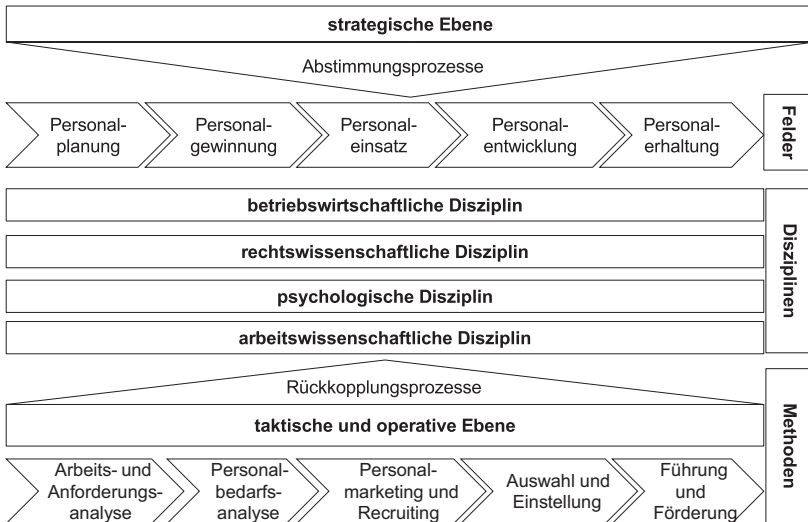 strategische Ebene
Abstimmungsprozesse
Personal-
planung
Personal-
gewinnung
Personal-
einsatz
Personal-
entwicklung
Personal-
erhaltung
Felder
betriebswirtschaftliche Disziplin
rechtswissenschaftliche Disziplin
psychologische Disziplin
arbeitswissenschaftliche Disziplin
Disziplinen
Rückkopplungsprozesse
taktische und operative Ebene
Arbeits- und
Anforderungs-
analyse
Personal-
bedarfs-
analyse
Personal-
marketing und
Recruiting
Auswahl und
Einstellung
Führung
und
Förderung
Methoden